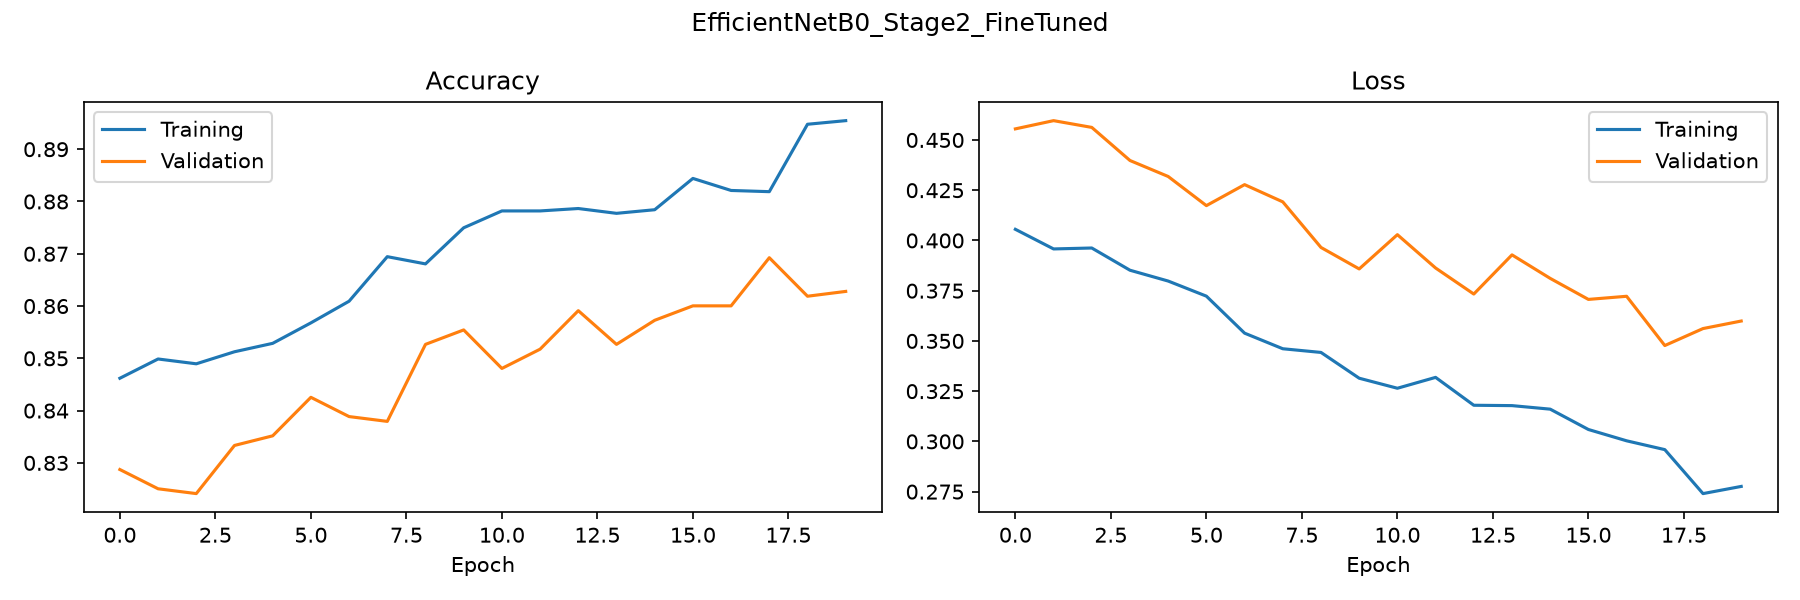 EfficientNetB0_Stage2_FineTuned
Accuracy
Training
Validation
0.89
0.88
0.87
0.86
0.85
0.84
0.83
0.0 2.5 5.0 7.5 10.0 12.5 15.0 17.5
Epoch
Loss
Training
Validation
0.450
0.425
0.400
0.375
0.350
0.325
0.300
0.275
0.0 2.5 5.0 7.5 10.0 12.5 15.0 17.5
Epoch